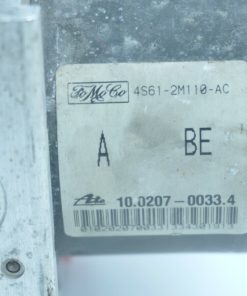 FoMoCo 4S61-2M110-AC
A BE
Ate 10.0207-0033.4